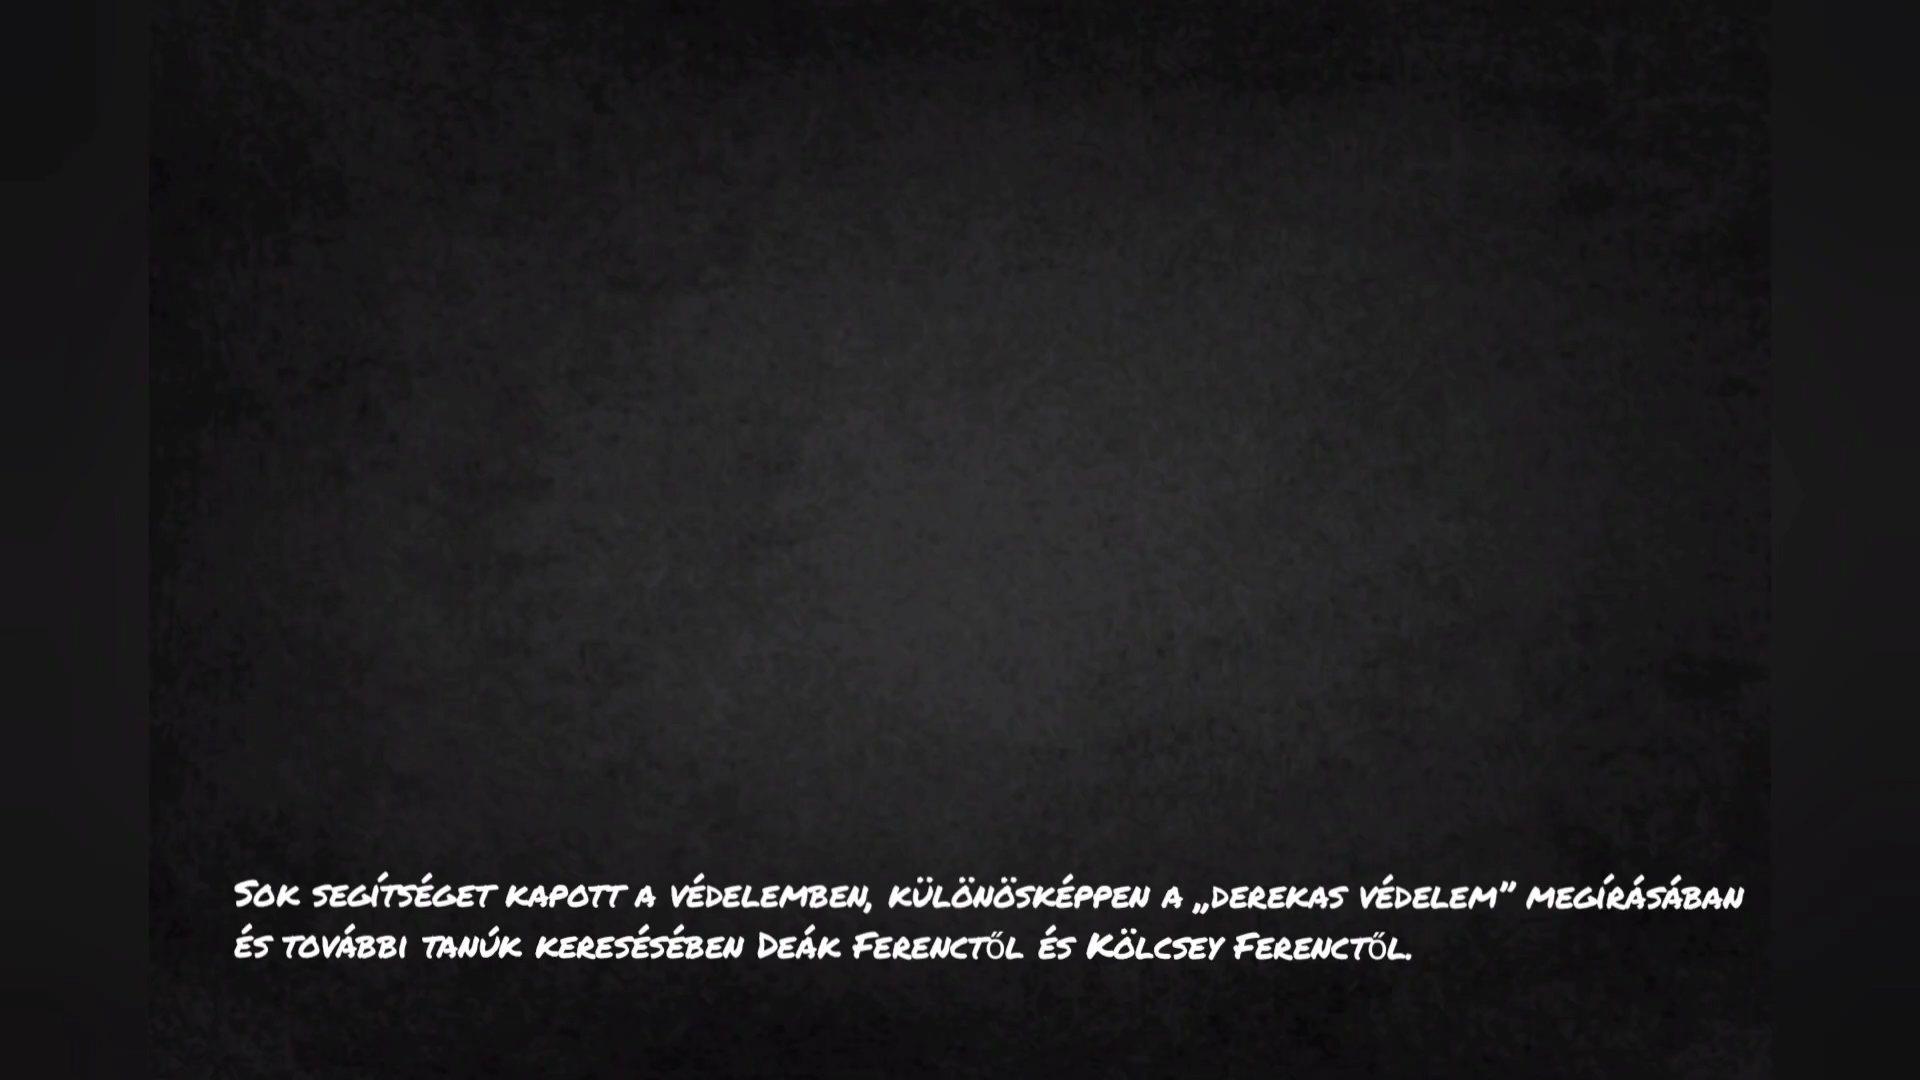 Sok segítséget kapott a védelemben, különösképpen a „derekas védelem” megírásában
és további tanúk keresésében Deák Ferenctől és Kölcsey Ferenctől.